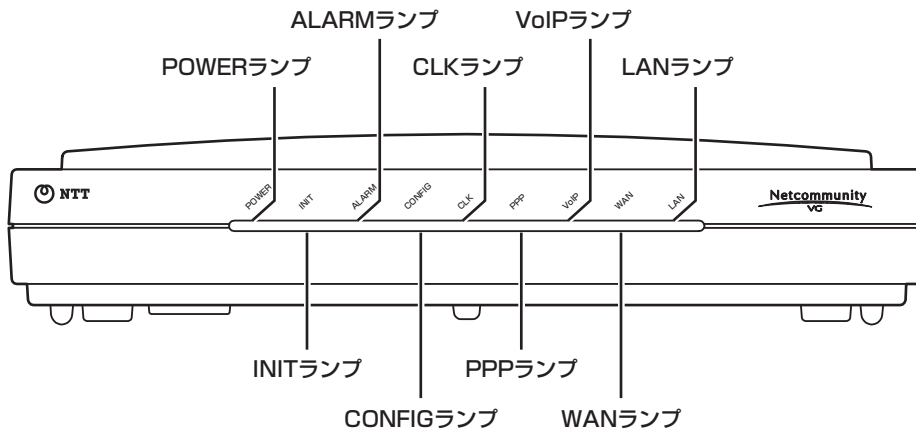 ALARMランプ VoIPランプ
POWERランプ CLKランプ LANランプ
NTT POWER INIT ALARM CONFIG CLK PPP VoIP WAN LAN Netcommunity
VG
INITランプ PPPランプ
CONFIGランプ WANランプ